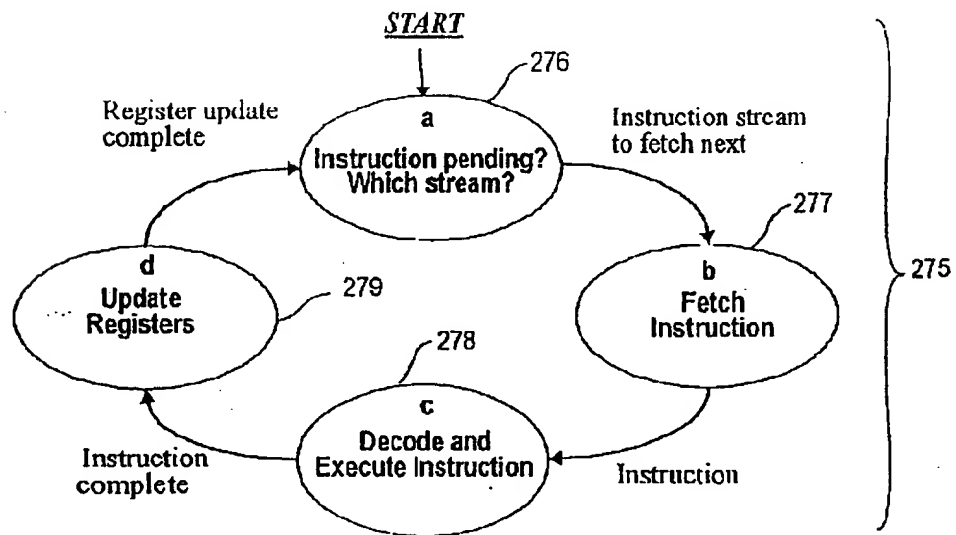 START
276
Register update
complete
a
Instruction pending?
Which stream?
Instruction stream
to fetch next
277
275
d
Update
Registers
279
b
Fetch
Instruction
278
c
Decode and
Execute Instruction
Instruction
complete
Instruction